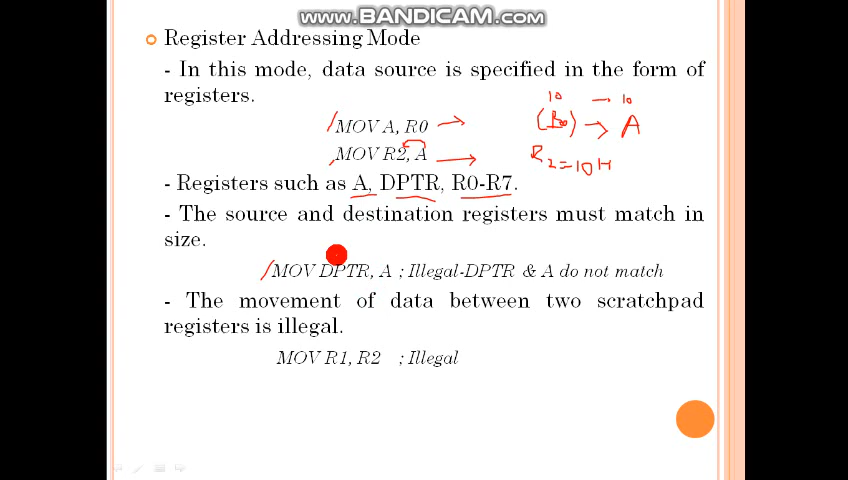 www.BANDICAM.com
Register Addressing Mode
- In this mode, data source is specified in the form of
registers.
10 → 10
MOV A, R0 → (R0) → A
MOV R2, A → R2=10H
- Registers such as A, DPTR, R0-R7.
- The source and destination registers must match in
size.
MOV DPTR, A ; Illegal-DPTR & A do not match
- The movement of data between two scratchpad
registers is illegal.
MOV R1, R2 ; Illegal